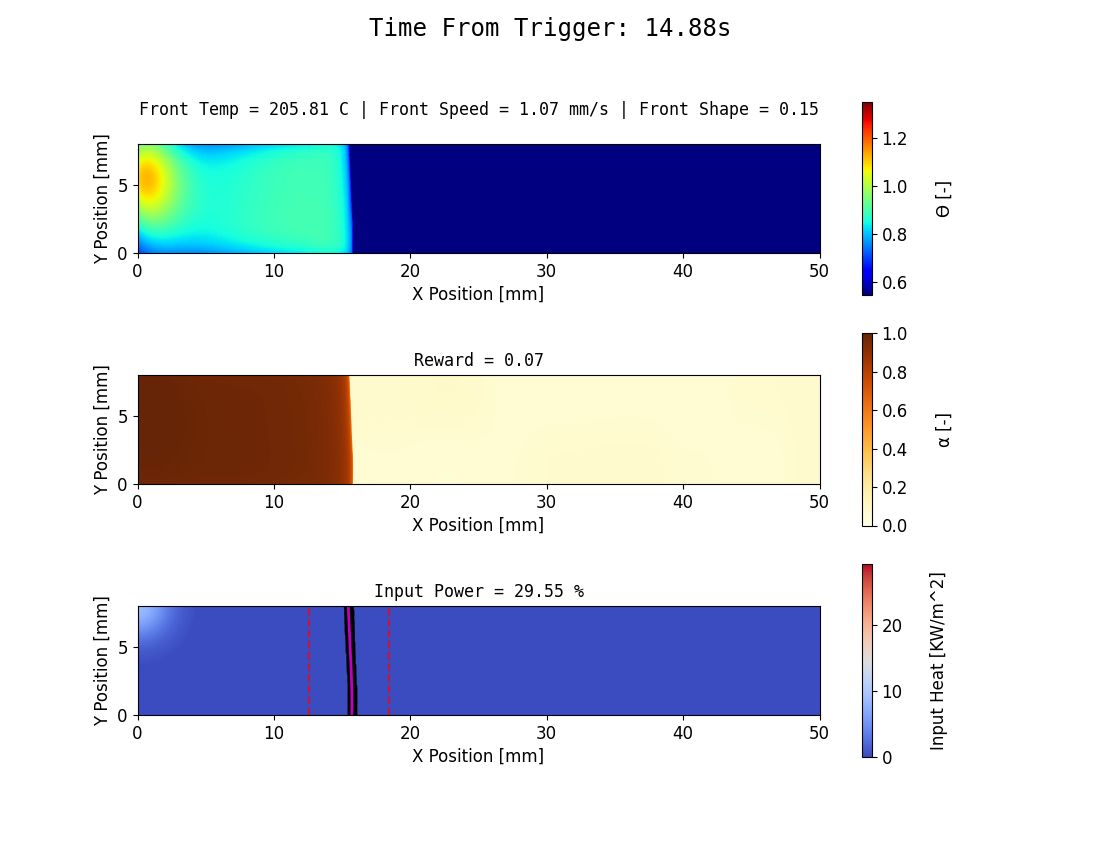 Time From Trigger: 14.88s
Front Temp = 205.81 C | Front Speed = 1.07 mm/s | Front Shape = 0.15
Y Position [mm]
5
0
0 10 20 30 40 50
X Position [mm]
1.2
1.0
0.8
0.6
Θ [-]
Reward = 0.07
Y Position [mm]
5
0
0 10 20 30 40 50
X Position [mm]
1.0
0.8
0.6
0.4
0.2
0.0
α [-]
Input Power = 29.55 %
Y Position [mm]
5
0
0 10 20 30 40 50
X Position [mm]
20
10
0
Input Heat [KW/m^2]